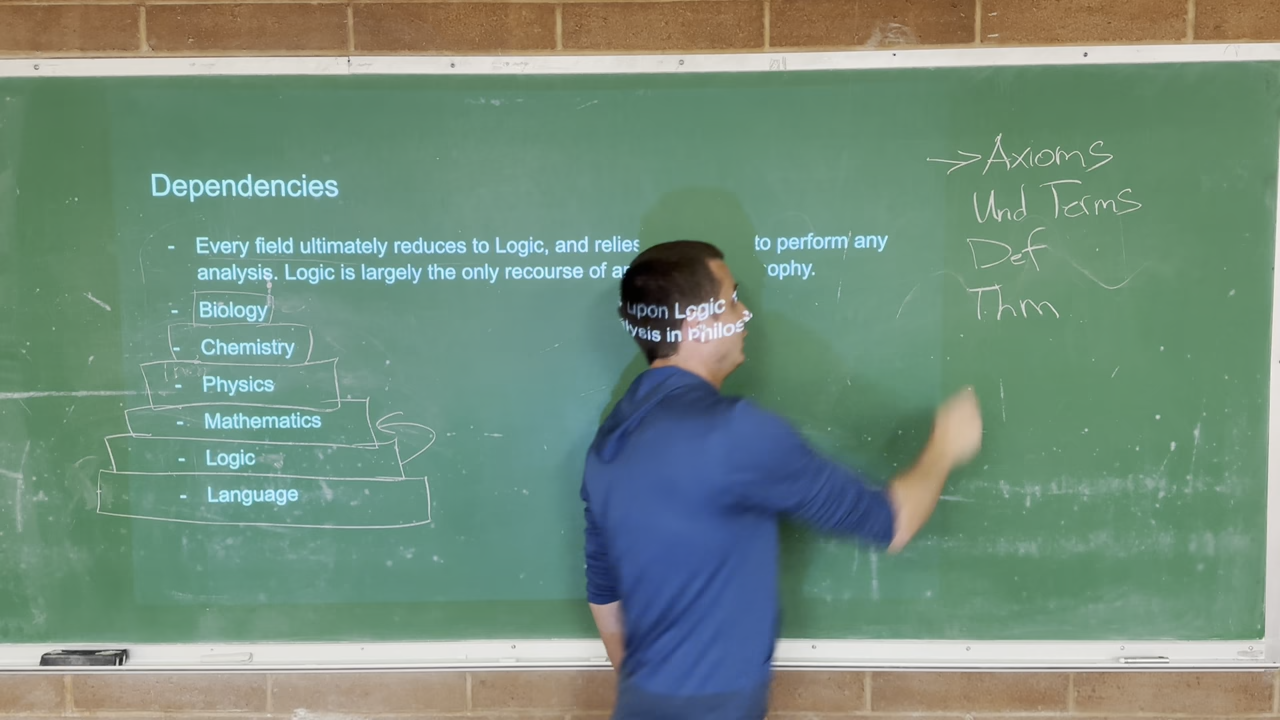 Dependencies
- Every field ultimately reduces to Logic, and relies upon Logic to perform any
analysis. Logic is largely the only recourse of analysis in Philosophy.
- Biology
- Chemistry
- Physics
- Mathematics
- Logic
- Language
→ Axioms
Und Terms
Def
Thm